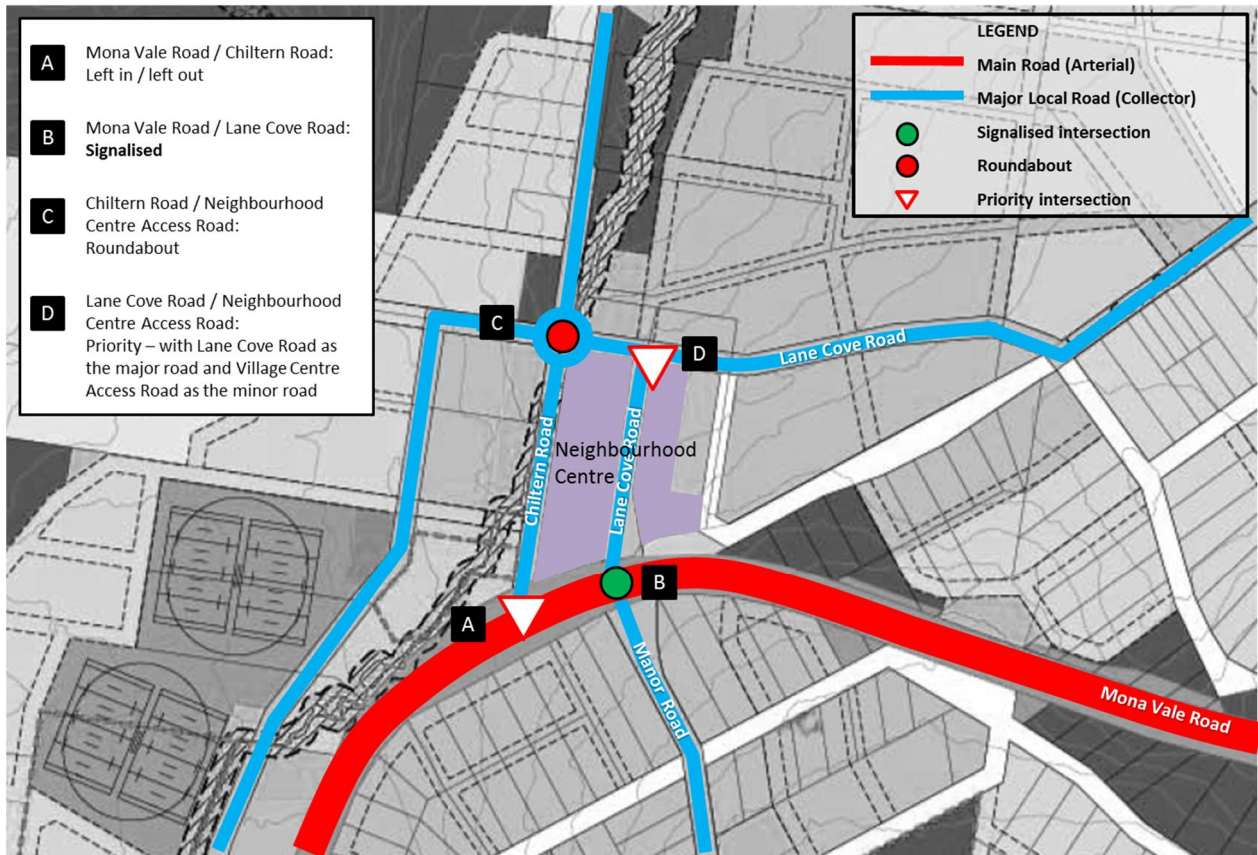 A
Mona Vale Road / Chiltern Road:
Left in / left out
B
Mona Vale Road / Lane Cove Road:
Signalised
C
Chiltern Road / Neighbourhood
Centre Access Road:
Roundabout
D
Lane Cove Road / Neighbourhood
Centre Access Road:
Priority – with Lane Cove Road as
the major road and Village Centre
Access Road as the minor road
LEGEND
Main Road (Arterial)
Major Local Road (Collector)
Signalised intersection
Roundabout
Priority intersection
C
D
Lane Cove Road
Chiltern Road
Lane Cove Road
Neighbourhood
Centre
A
B
Manor Road
Mona Vale Road